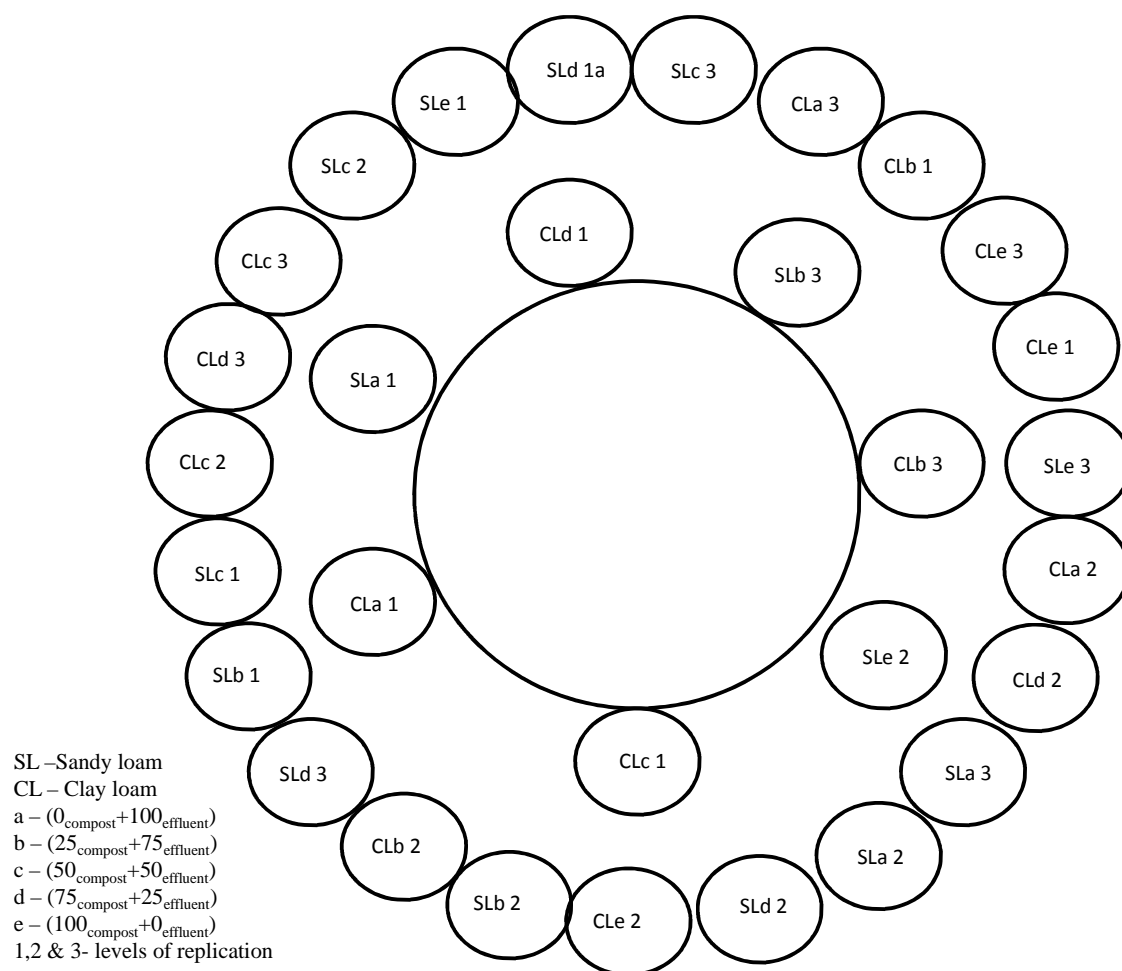 SLd 1a
SLc 3
SLe 1
CLa 3
SLc 2
CLb 1
CLd 1
CLe 3
CLc 3
SLb 3
CLe 1
CLd 3
SLa 1
CLc 2
CLb 3
SLe 3
SLc 1
CLa 2
CLa 1
SLe 2
SLb 1
CLd 2
CLc 1
SLd 3
SLa 3
CLb 2
SLa 2
SLb 2
CLe 2
SLd 2
SL –Sandy loam
CL – Clay loam
a – (0compost+100effluent)
b – (25compost+75effluent)
c – (50compost+50effluent)
d – (75compost+25effluent)
e – (100compost+0effluent)
1,2 & 3- levels of replication